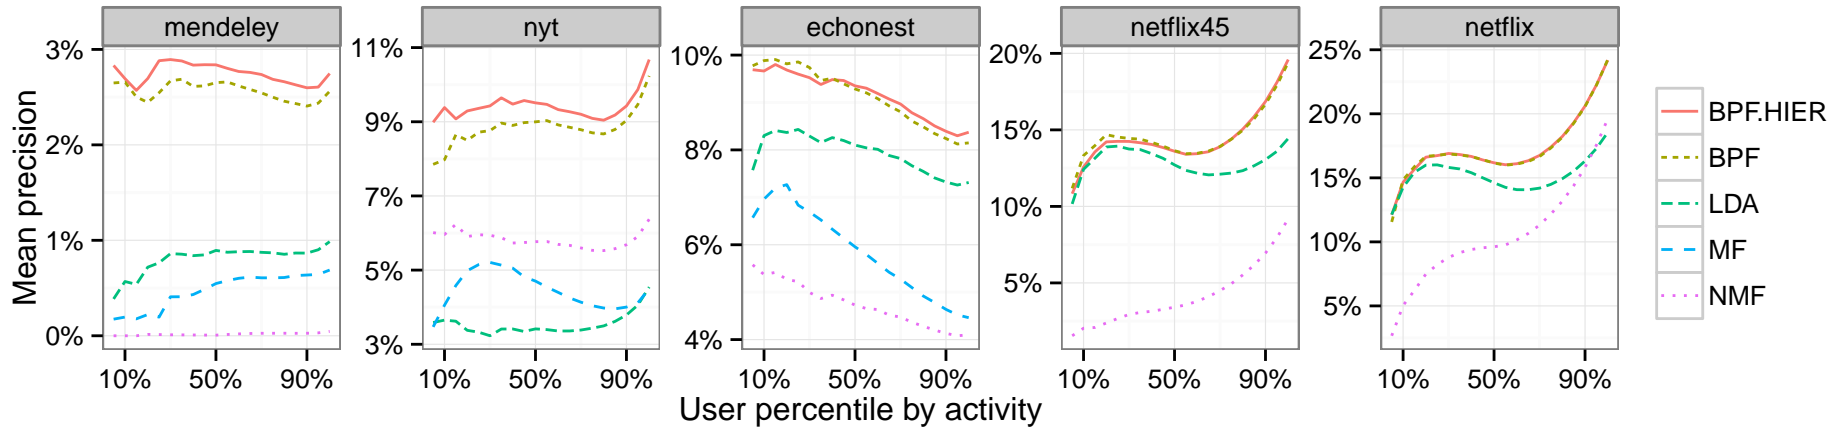 mendeley
nyt
echonest
netflix45
netflix
Mean precision
3%
2%
1%
0%
11%
9%
7%
5%
3%
10%
8%
6%
4%
20%
15%
10%
5%
25%
20%
15%
10%
5%
10% 50% 90%
10% 50% 90%
10% 50% 90%
10% 50% 90%
10% 50% 90%
User percentile by activity
BPF.HIER
BPF
LDA
MF
NMF